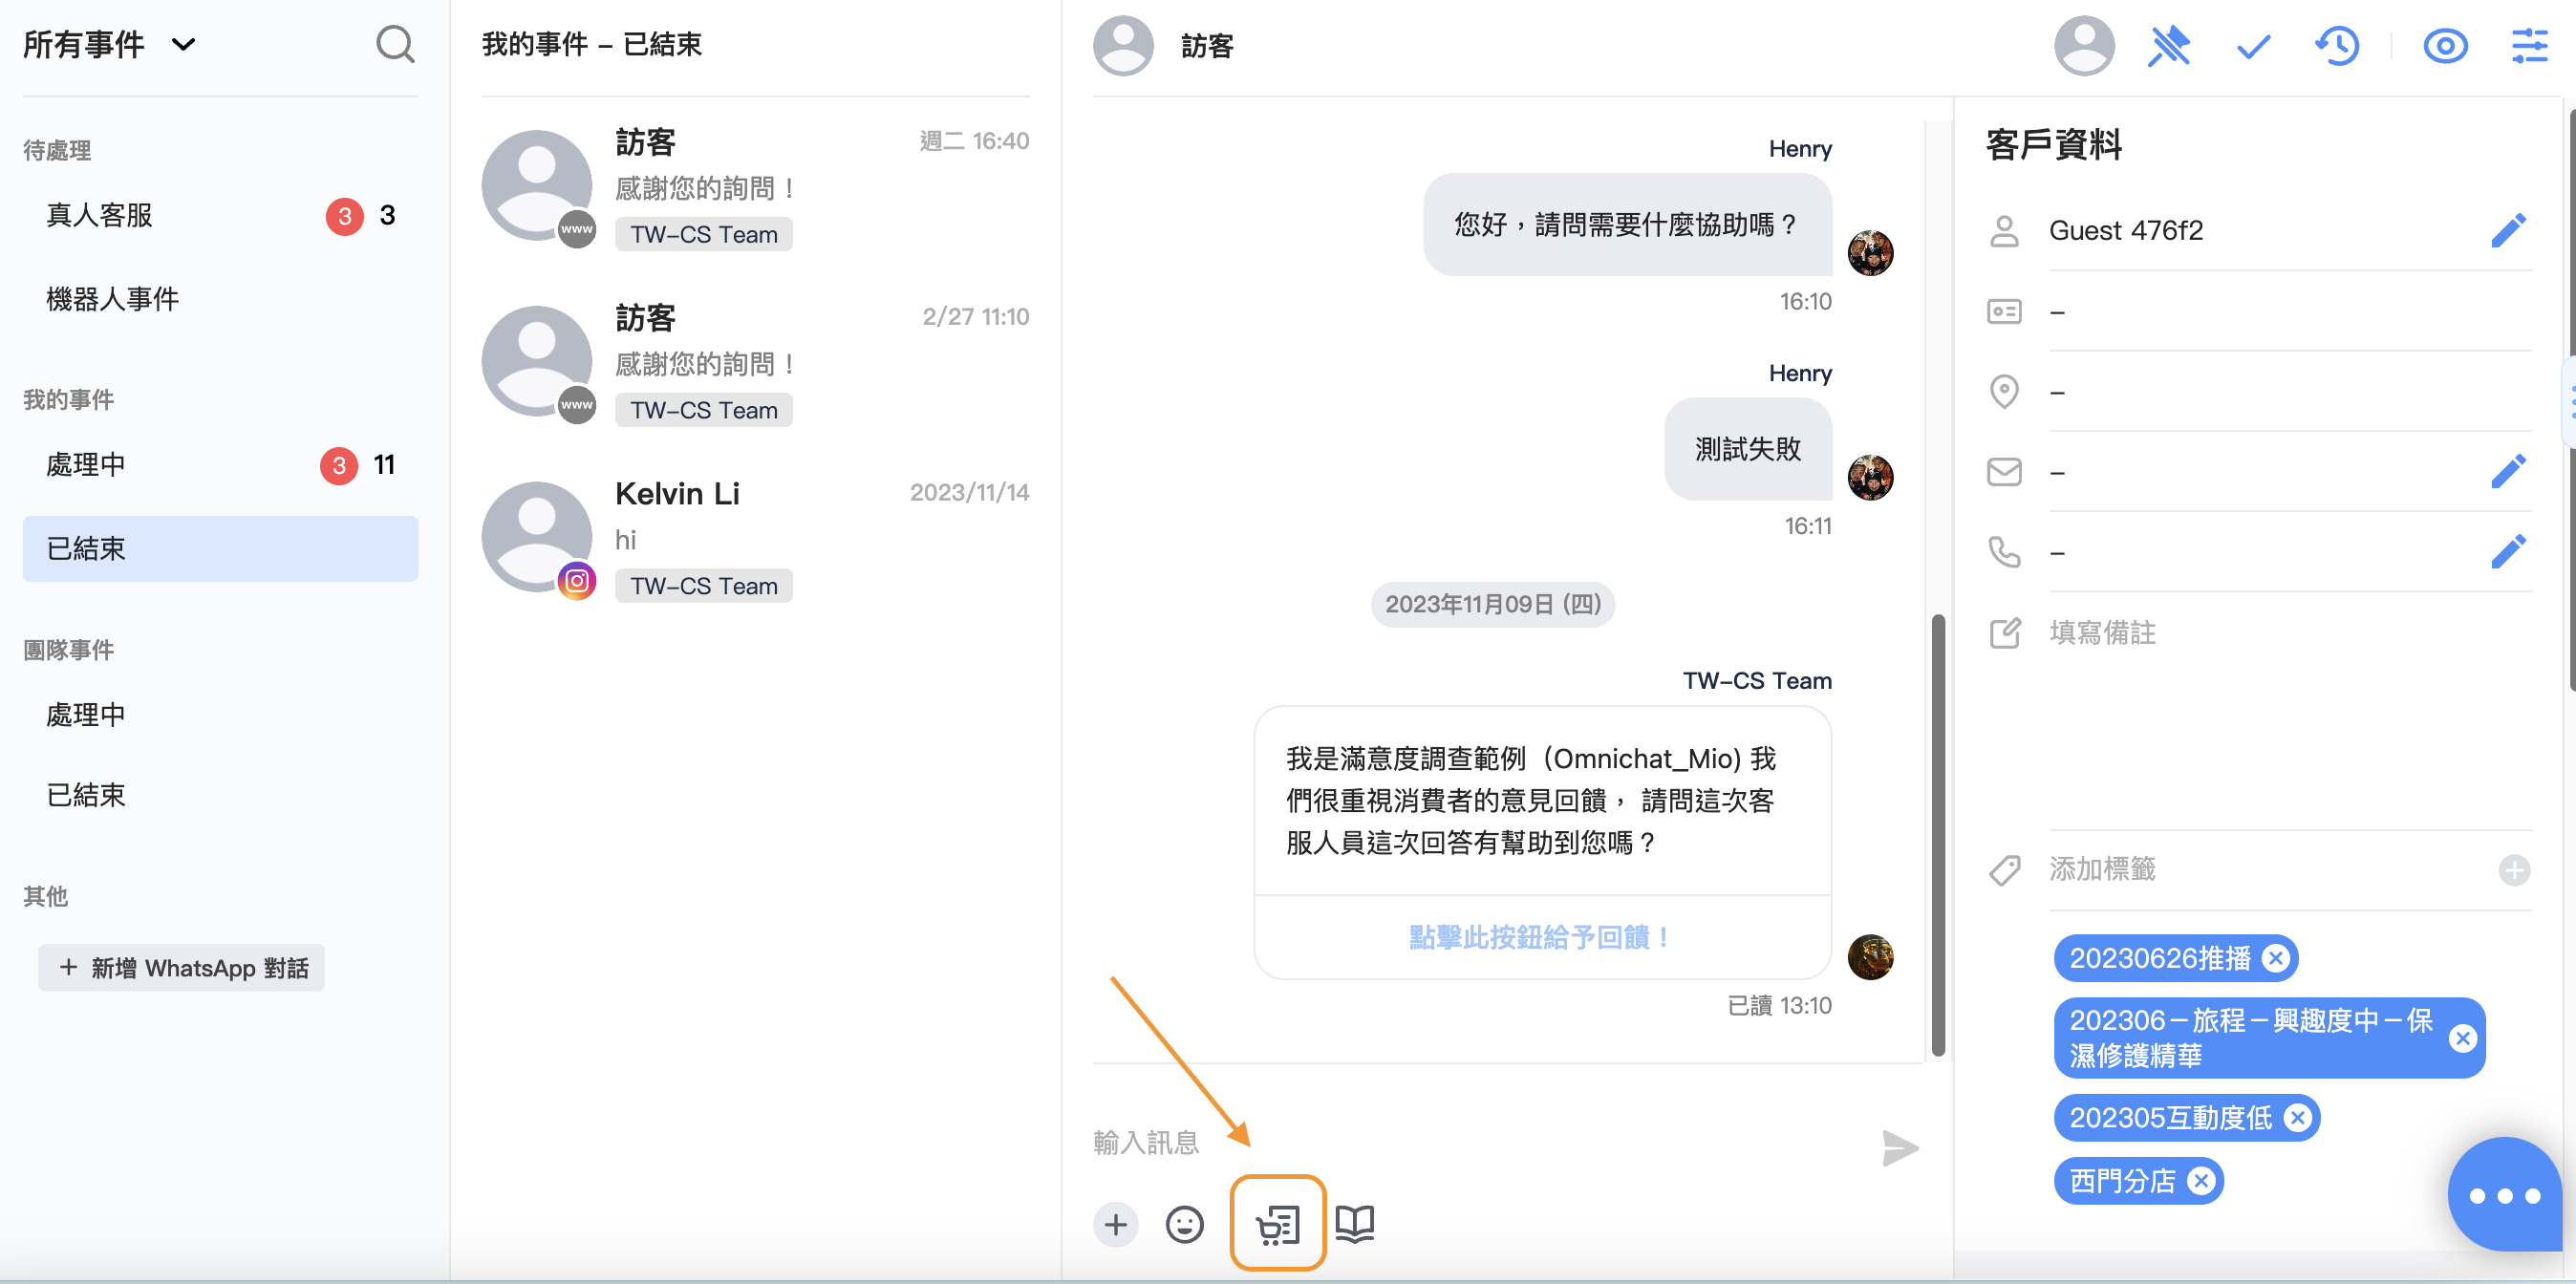 所有事件
待處理
真人客服 3 3
機器人事件
我的事件
處理中 3 11
已結束
團隊事件
處理中
已結束
其他
+ 新增 WhatsApp 對話
我的事件 – 已結束
訪客 週二 16:40
感謝您的詢問！
www
TW-CS Team
訪客 2/27 11:10
感謝您的詢問！
www
TW-CS Team
Kelvin Li 2023/11/14
hi
TW-CS Team
訪客
Henry
您好，請問需要什麼協助嗎？
16:10
Henry
測試失敗
16:11
2023年11月09日 (四)
TW-CS Team
我是滿意度調查範例（Omnichat_Mio) 我
們很重視消費者的意見回饋， 請問這次客
服人員這次回答有幫助到您嗎？
點擊此按鈕給予回饋！
已讀 13:10
輸入訊息
客戶資料
Guest 476f2
–
–
–
–
填寫備註
添加標籤
20230626推播
202306－旅程－興趣度中－保
濕修護精華
202305互動度低
西門分店